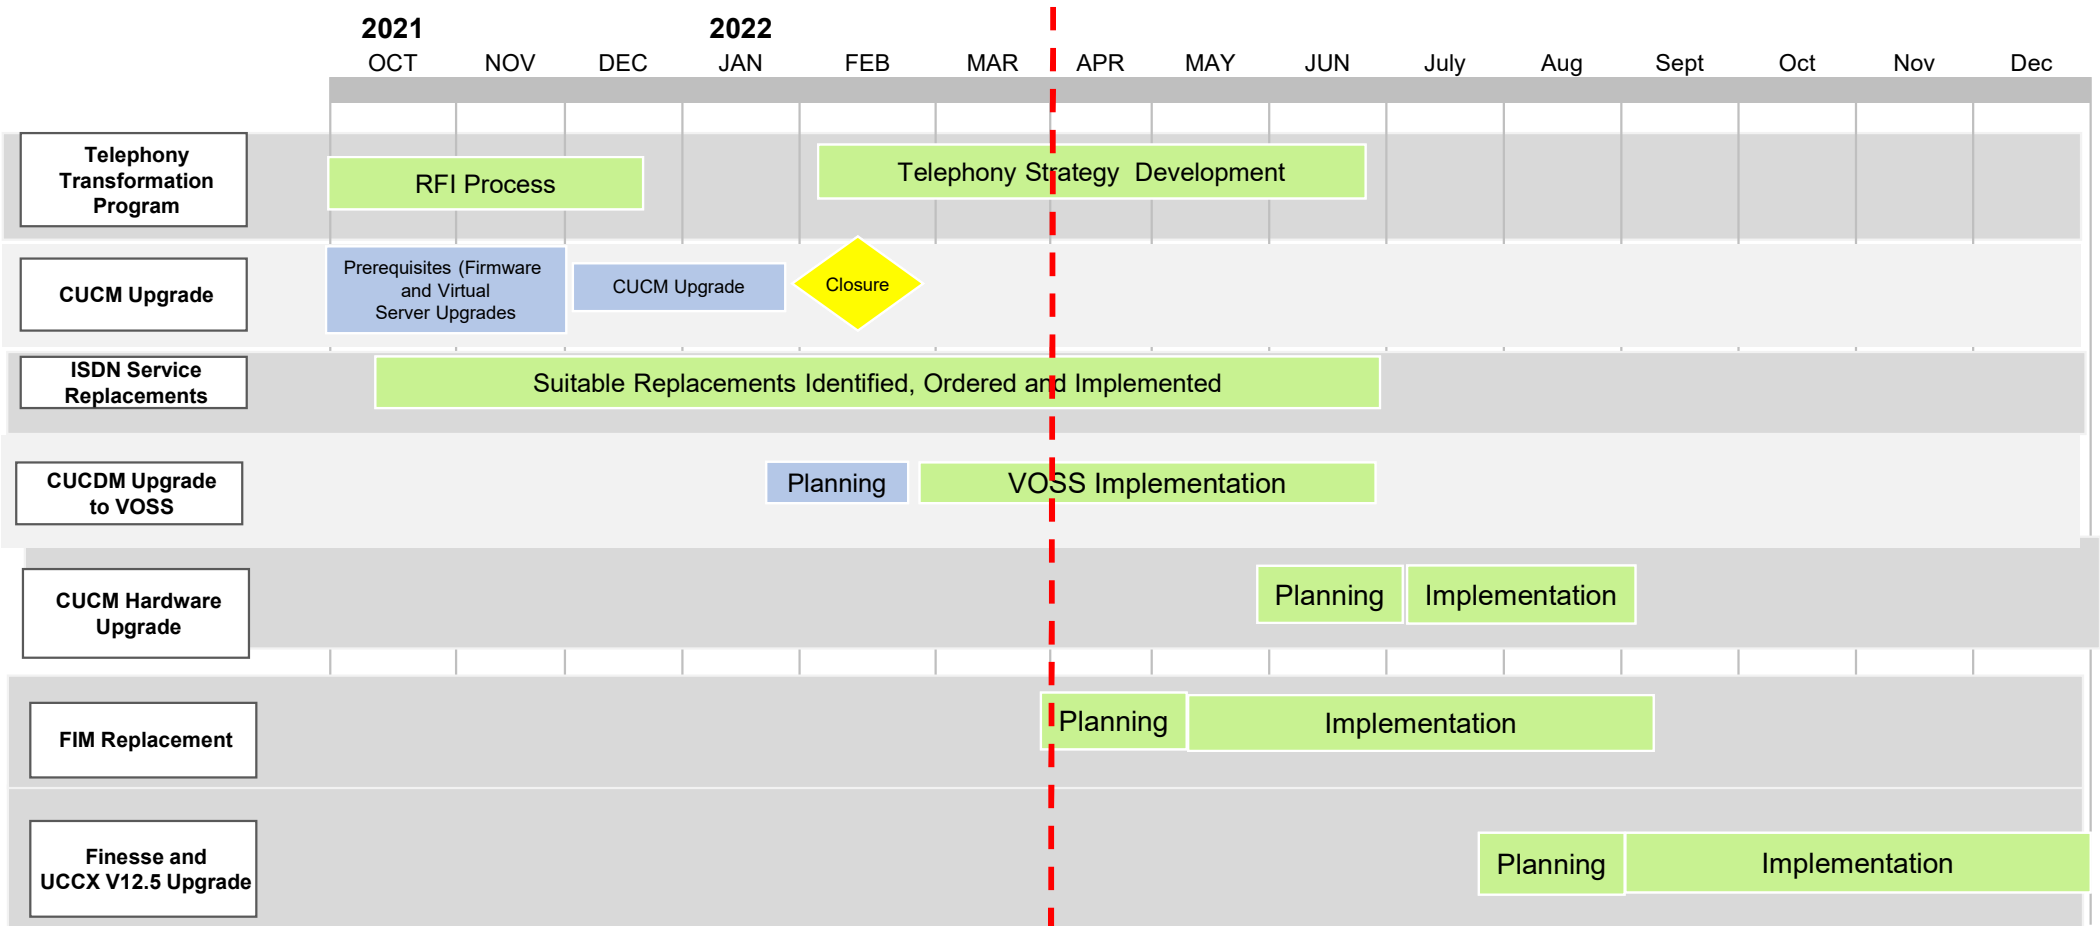 2021
2022
OCT NOV DEC JAN FEB MAR APR MAY JUN July Aug Sept Oct Nov Dec
Telephony
Transformation
Program
RFI Process
Telephony Strategy Development
CUCM Upgrade
Prerequisites (Firmware
and Virtual
Server Upgrades
CUCM Upgrade
Closure
ISDN Service
Replacements
Suitable Replacements Identified, Ordered and Implemented
CUCDM Upgrade
to VOSS
Planning
VOSS Implementation
CUCM Hardware
Upgrade
Planning
Implementation
FIM Replacement
Planning
Implementation
Finesse and
UCCX V12.5 Upgrade
Planning
Implementation